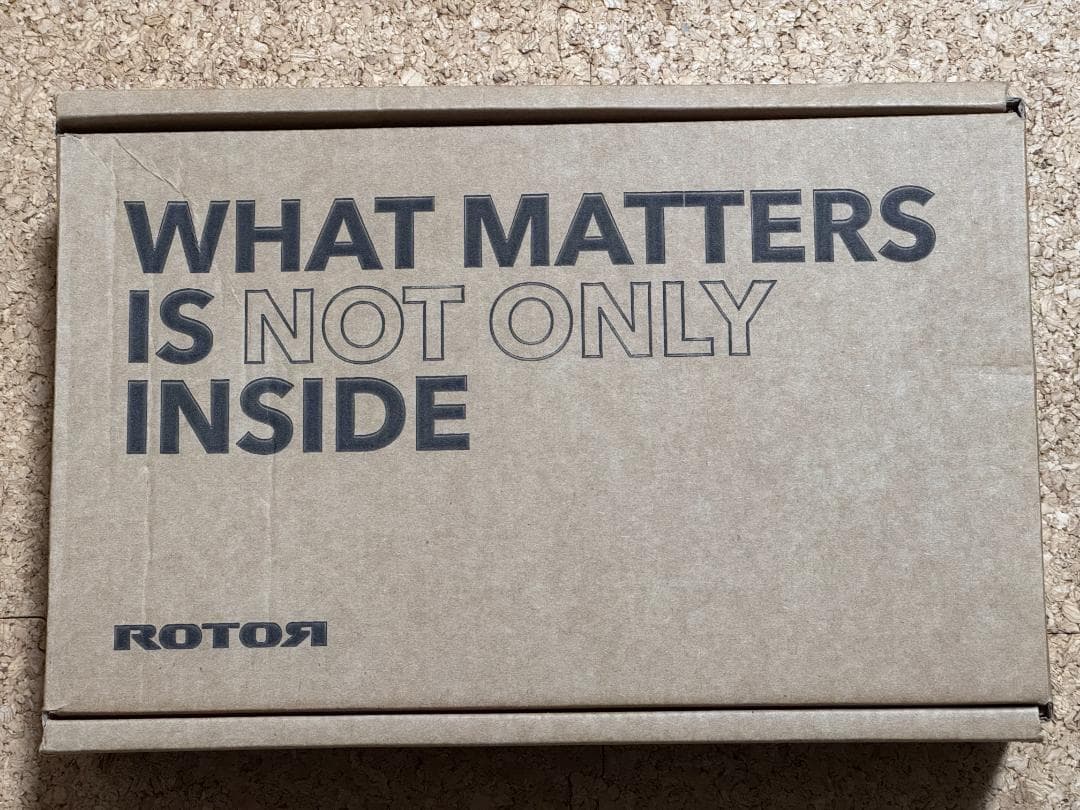 WHAT MATTERS
IS NOT ONLY
INSIDE
ROTOR